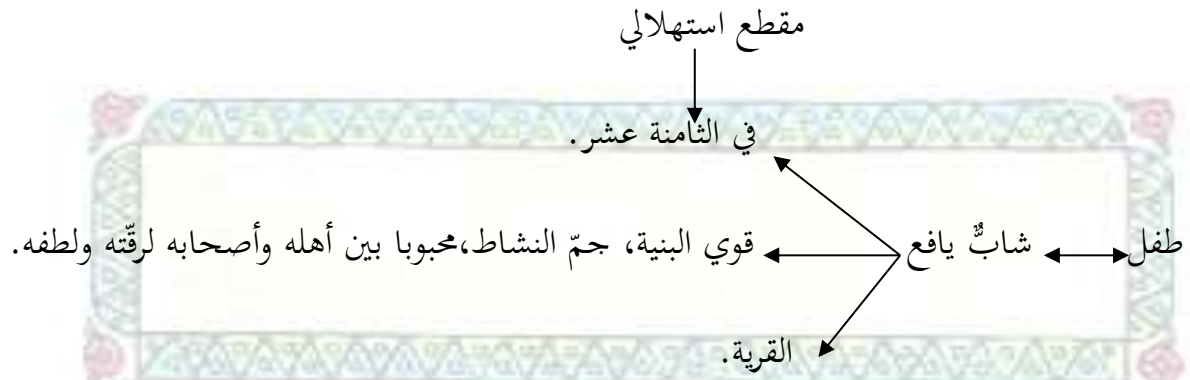 مقطع استهلالي
في الثامنة عشر.
طفل شابٌّ يافع قوي البنية، جمّ النشاط،محبوبا بين أهله وأصحابه لرقّته ولطفه.
القرية.